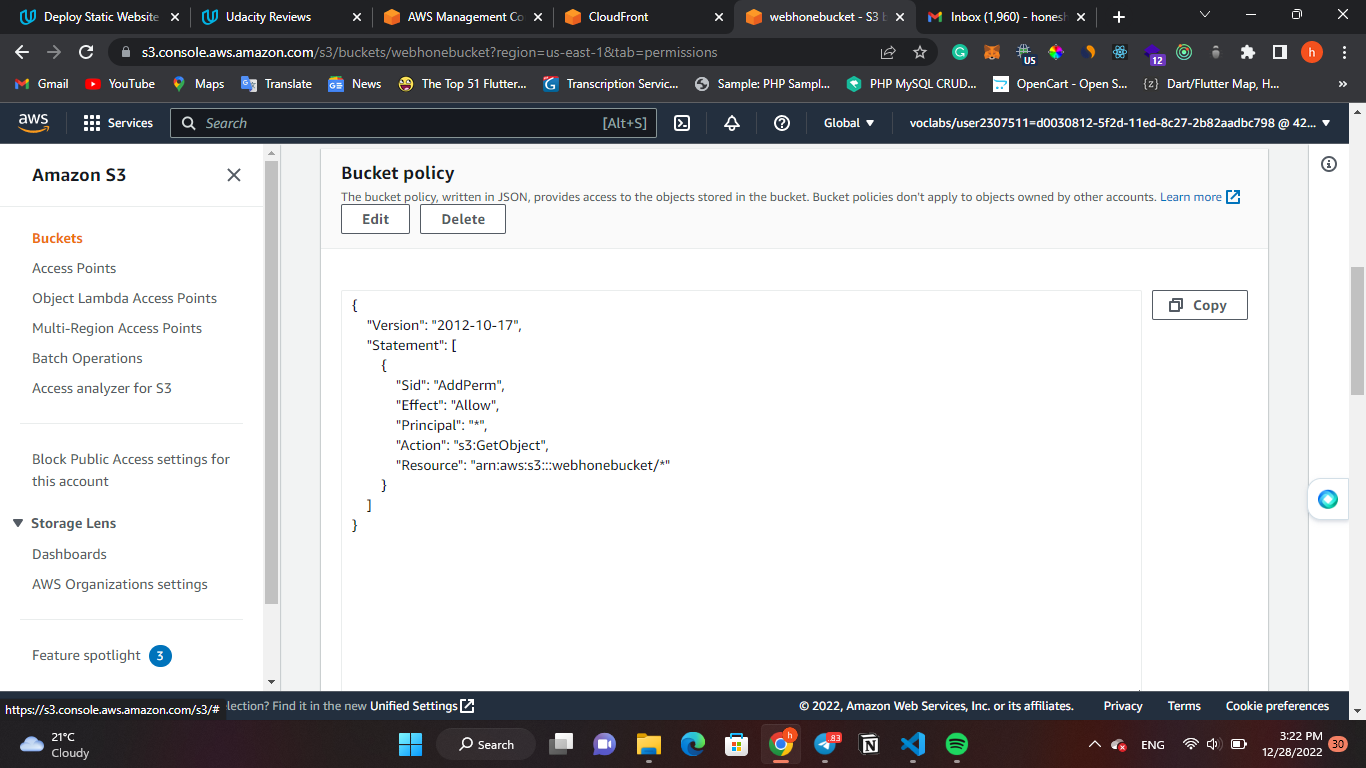 Deploy Static Website
Udacity Reviews
AWS Management Co
CloudFront
webhonebucket - S3 b
Inbox (1,960) - honesh
s3.console.aws.amazon.com/s3/buckets/webhonebucket?region=us-east-1&tab=permissions
US
12
h
Gmail
YouTube
Maps
Translate
News
The Top 51 Flutter...
Transcription Servic...
Sample: PHP Sampl...
PHP MySQL CRUD...
OpenCart - Open S...
Dart/Flutter Map, H...
»
aws
Services
Search
[Alt+S]
Global
voclabs/user2307511=d0030812-5f2d-11ed-8c27-2b82aadbc798 @ 42...
Amazon S3
Buckets
Access Points
Object Lambda Access Points
Multi-Region Access Points
Batch Operations
Access analyzer for S3
Block Public Access settings for
this account
Storage Lens
Dashboards
AWS Organizations settings
Feature spotlight 3
Bucket policy
The bucket policy, written in JSON, provides access to the objects stored in the bucket. Bucket policies don't apply to objects owned by other accounts. Learn more
Edit
Delete
Copy
{
"Version": "2012-10-17",
"Statement": [
{
"Sid": "AddPerm",
"Effect": "Allow",
"Principal": "*",
"Action": "s3:GetObject",
"Resource": "arn:aws:s3:::webhonebucket/*"
}
]
}
https://s3.console.aws.amazon.com/s3/#
election? Find it in the new Unified Settings
© 2022, Amazon Web Services, Inc. or its affiliates.
Privacy
Terms
Cookie preferences
21°C
Cloudy
Search
h
83
ENG
3:22 PM
12/28/2022
30